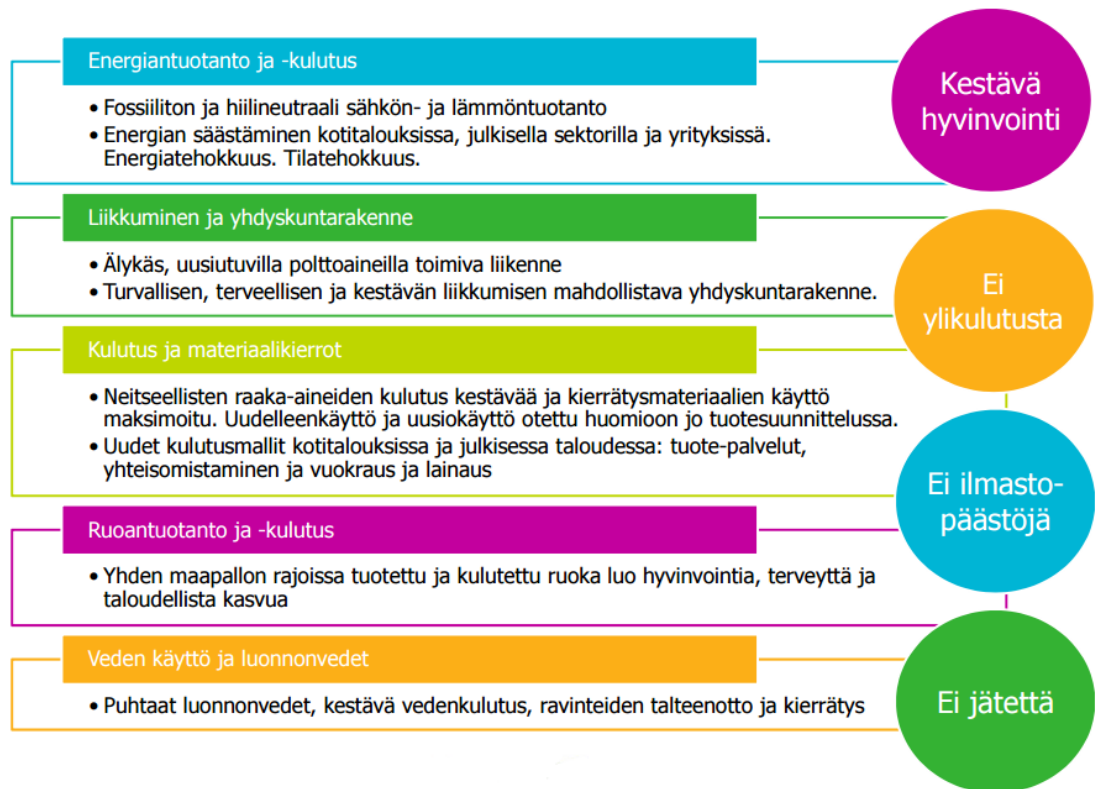 Energiantuotanto ja -kulutus
• Fossiiliton ja hiilineutraali sähkön- ja lämmöntuotanto
• Energian säästäminen kotitalouksissa, julkisella sektorilla ja yrityksissä.
Energiatehokkuus. Tilatehokkuus.
Liikkuminen ja yhdyskuntarakenne
• Älykäs, uusiutuvilla polttoaineilla toimiva liikenne
• Turvallisen, terveellisen ja kestävän liikkumisen mahdollistava yhdyskuntarakenne.
Kulutus ja materiaalikierrot
• Neitseellisten raaka-aineiden kulutus kestävää ja kierrätysmateriaalien käyttö
maksimoitu. Uudelleenkäyttö ja uusiokäyttö otettu huomioon jo tuotesuunnittelussa.
• Uudet kulutusmallit kotitalouksissa ja julkisessa taloudessa: tuote-palvelut,
yhteisomistaminen ja vuokraus ja lainaus
Ruoantuotanto ja -kulutus
• Yhden maapallon rajoissa tuotettu ja kulutettu ruoka luo hyvinvointia, terveyttä ja
taloudellista kasvua
Veden käyttö ja luonnonvedet
• Puhtaat luonnonvedet, kestävä vedenkulutus, ravinteiden talteenotto ja kierrätys
Kestävä
hyvinvointi
Ei
ylikulutusta
Ei ilmasto-
päästöjä
Ei jätettä